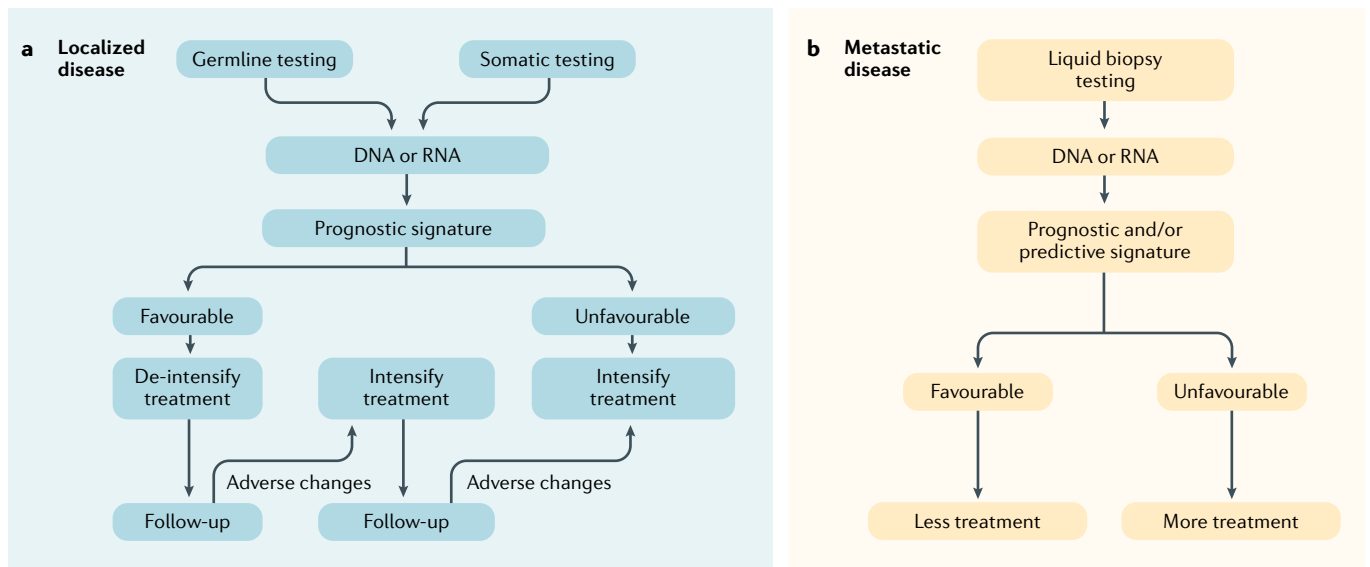 a Localized
disease
Germline testing
Somatic testing
DNA or RNA
Prognostic signature
Favourable
Unfavourable
De-intensify
treatment
Intensify
treatment
Intensify
treatment
Adverse changes
Adverse changes
Follow-up
Follow-up
b Metastatic
disease
Liquid biopsy
testing
DNA or RNA
Prognostic and/or
predictive signature
Favourable
Unfavourable
Less treatment
More treatment